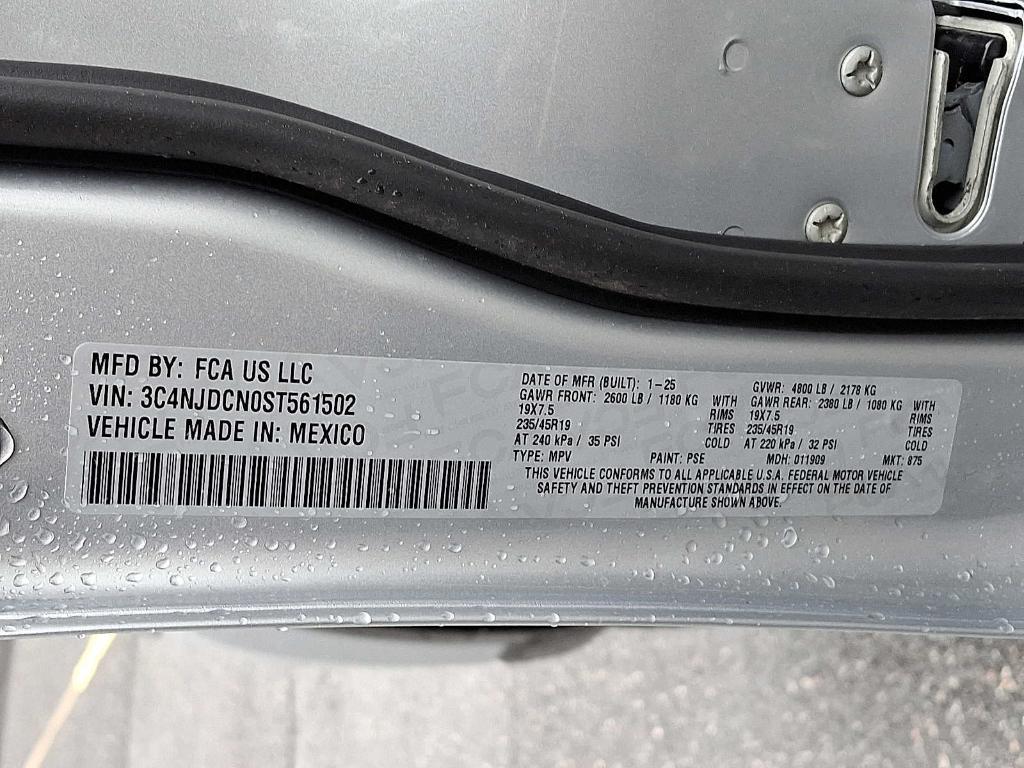 MFD BY: FCA US LLC
VIN: 3C4NJDCN0ST561502
VEHICLE MADE IN: MEXICO
DATE OF MFR (BUILT): 1-25
GAWR FRONT: 2600 LB / 1180 KG WITH
19X7.5 RIMS
235/45R19 TIRES
AT 240 kPa / 35 PSI COLD
GVWR: 4800 LB / 2178 KG
GAWR REAR: 2380 LB / 1080 KG WITH
19X7.5 RIMS
235/45R19 TIRES
AT 220 kPa / 32 PSI COLD
TYPE: MPV PAINT: PSE MDH: 011909 MKT: 875
THIS VEHICLE CONFORMS TO ALL APPLICABLE U.S.A. FEDERAL MOTOR VEHICLE
SAFETY AND THEFT PREVENTION STANDARDS IN EFFECT ON THE DATE OF
MANUFACTURE SHOWN ABOVE.